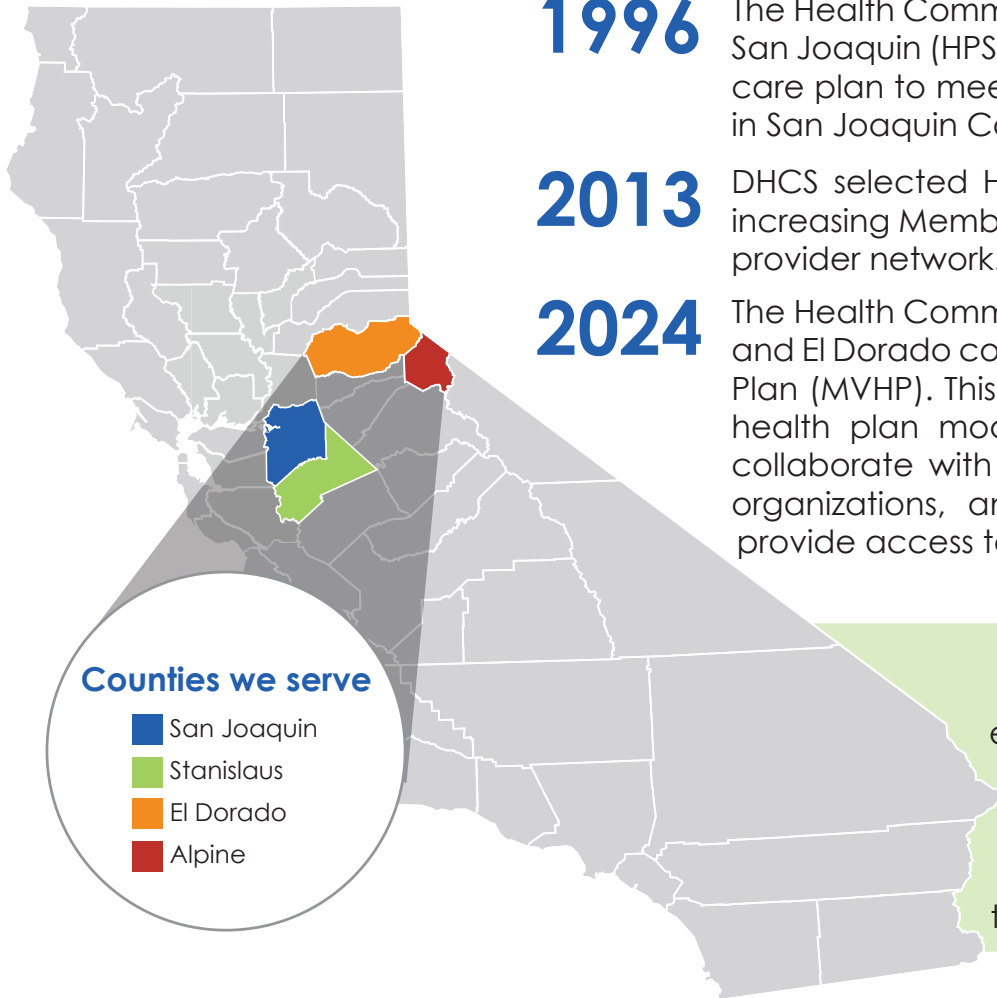 1996
The Health Comm
San Joaquin (HPS
care plan to mee
in San Joaquin Co
2013
DHCS selected H
increasing Memb
provider network.
2024
The Health Comm
and El Dorado co
Plan (MVHP). This
health plan mod
collaborate with
organizations, an
provide access to
Counties we serve
San Joaquin
Stanislaus
El Dorado
Alpine